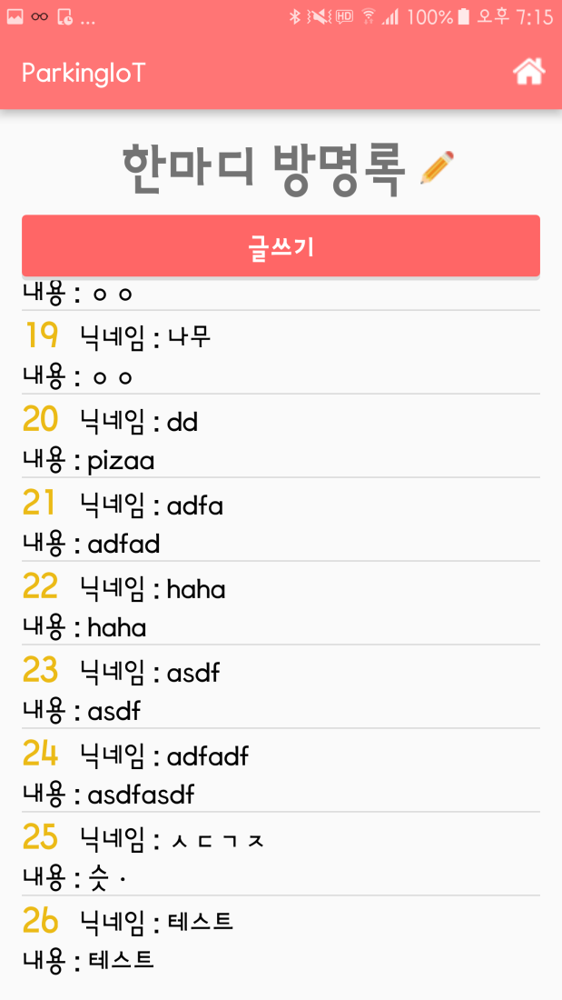 ... HD 100% 오후 7:15
ParkingIoT
한마디 방명록
글쓰기
내용 : ㅇㅇ
19 닉네임 : 나무
내용 : ㅇㅇ
20 닉네임 : dd
내용 : pizaa
21 닉네임 : adfa
내용 : adfad
22 닉네임 : haha
내용 : haha
23 닉네임 : asdf
내용 : asdf
24 닉네임 : adfadf
내용 : asdfasdf
25 닉네임 : ㅅㄷㄱㅈ
내용 : 슷 ·
26 닉네임 : 테스트
내용 : 테스트